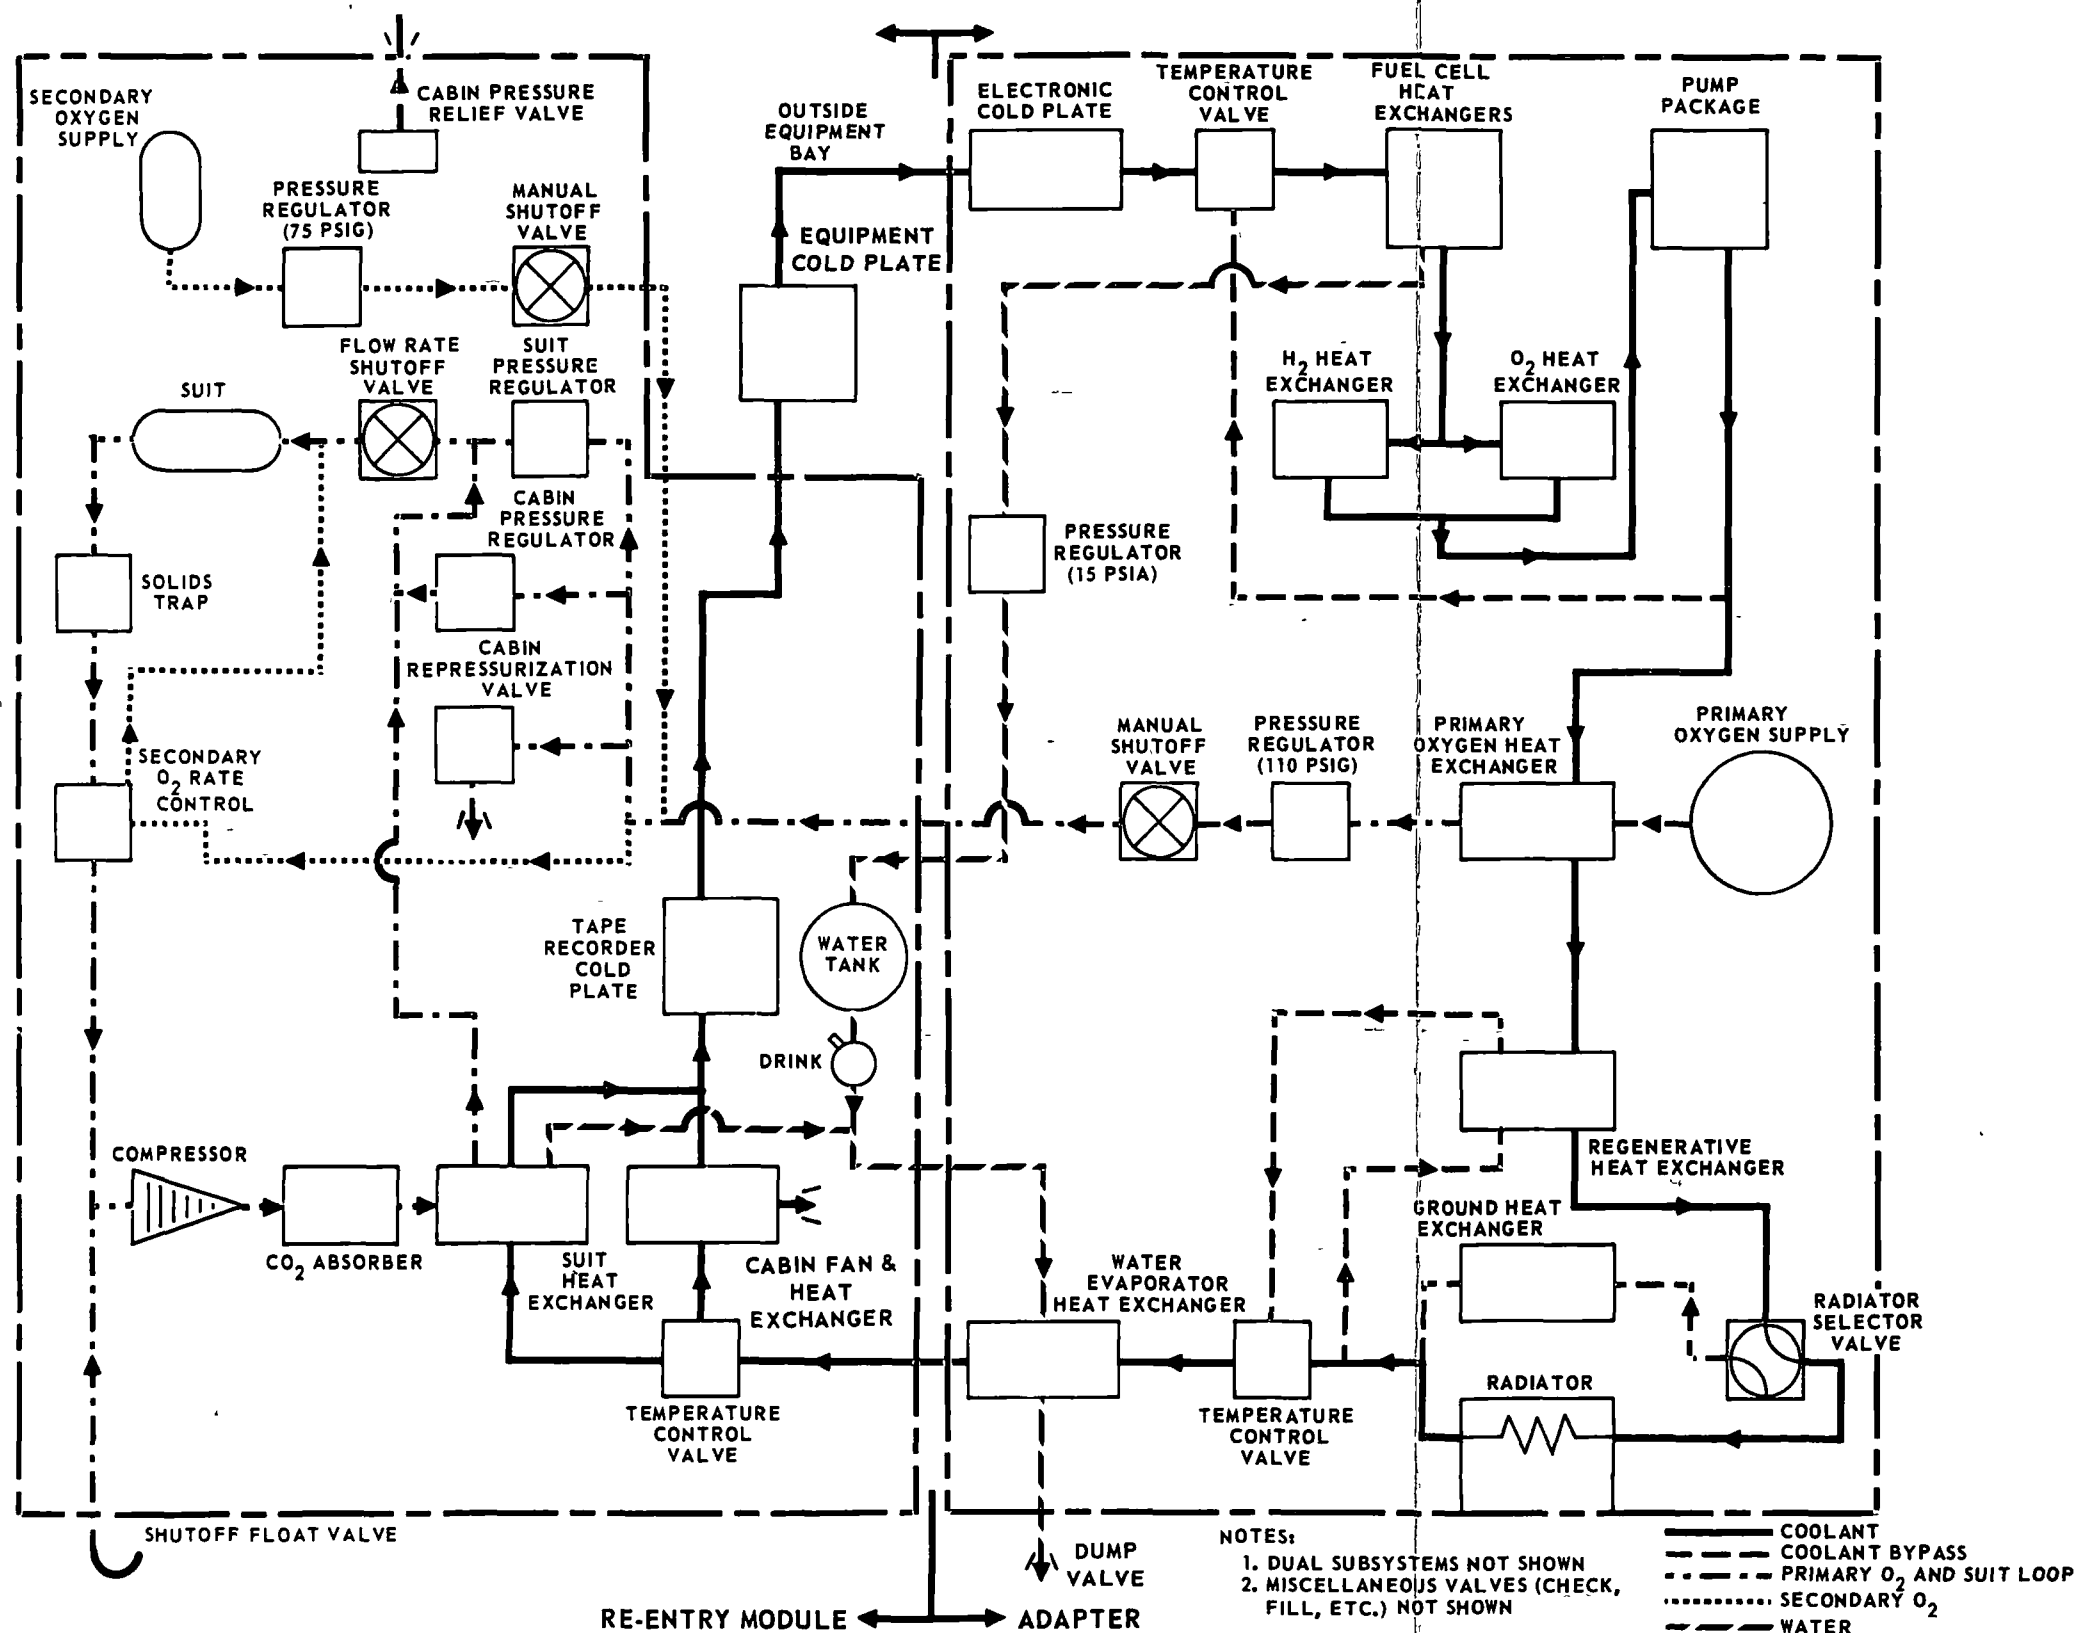 SECONDARY
OXYGEN
SUPPLY
CABIN PRESSURE
RELIEF VALVE
PRESSURE
REGULATOR
(75 PSIG)
MANUAL
SHUTOFF
VALVE
OUTSIDE
EQUIPMENT
BAY
EQUIPMENT
COLD PLATE
ELECTRONIC
COLD PLATE
TEMPERATURE
CONTROL
VALVE
FUEL CELL
HEAT
EXCHANGERS
PUMP
PACKAGE
FLOW RATE
SHUTOFF
VALVE
SUIT
PRESSURE
REGULATOR
SUIT
H2 HEAT
EXCHANGER
O2 HEAT
EXCHANGER
CABIN
PRESSURE
REGULATOR
PRESSURE
REGULATOR
(15 PSIA)
SOLIDS
TRAP
CABIN
REPRESSURIZATION
VALVE
SECONDARY
O2 RATE
CONTROL
MANUAL
SHUTOFF
VALVE
PRESSURE
REGULATOR
(110 PSIG)
PRIMARY
OXYGEN HEAT
EXCHANGER
PRIMARY
OXYGEN SUPPLY
TAPE
RECORDER
COLD
PLATE
WATER
TANK
DRINK
COMPRESSOR
CO2 ABSORBER
SUIT
HEAT
EXCHANGER
CABIN FAN &
HEAT
EXCHANGER
WATER
EVAPORATOR
HEAT EXCHANGER
REGENERATIVE
HEAT EXCHANGER
GROUND HEAT
EXCHANGER
RADIATOR
SELECTOR
VALVE
RADIATOR
TEMPERATURE
CONTROL
VALVE
TEMPERATURE
CONTROL
VALVE
SHUTOFF FLOAT VALVE
DUMP
VALVE
RE-ENTRY MODULE
ADAPTER
NOTES:
1. DUAL SUBSYSTEMS NOT SHOWN
2. MISCELLANEOUS VALVES (CHECK,
FILL, ETC.) NOT SHOWN
COOLANT
COOLANT BYPASS
PRIMARY O2 AND SUIT LOOP
SECONDARY O2
WATER